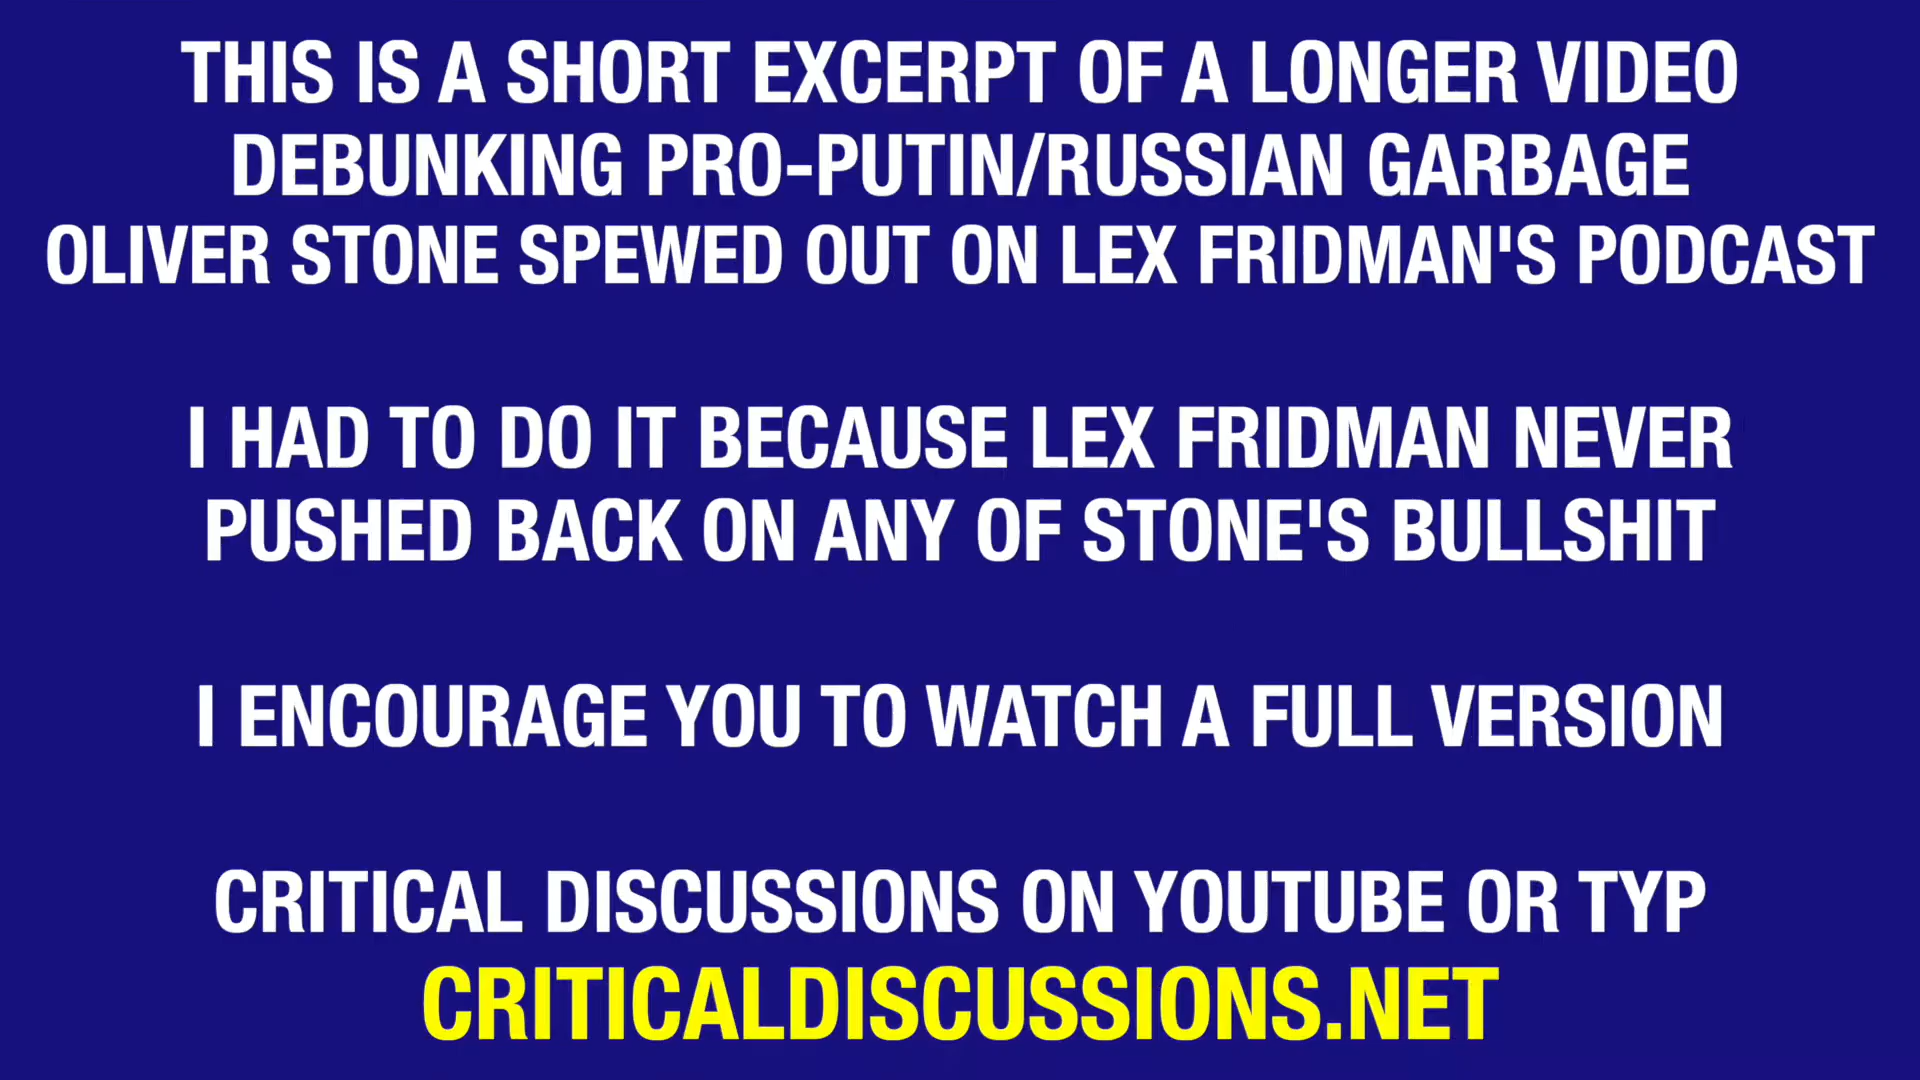 THIS IS A SHORT EXCERPT OF A LONGER VIDEO
DEBUNKING PRO-PUTIN/RUSSIAN GARBAGE
OLIVER STONE SPEWED OUT ON LEX FRIDMAN'S PODCAST
I HAD TO DO IT BECAUSE LEX FRIDMAN NEVER
PUSHED BACK ON ANY OF STONE'S BULLSHIT
I ENCOURAGE YOU TO WATCH A FULL VERSION
CRITICAL DISCUSSIONS ON YOUTUBE OR TYP
CRITICALDISCUSSIONS.NET